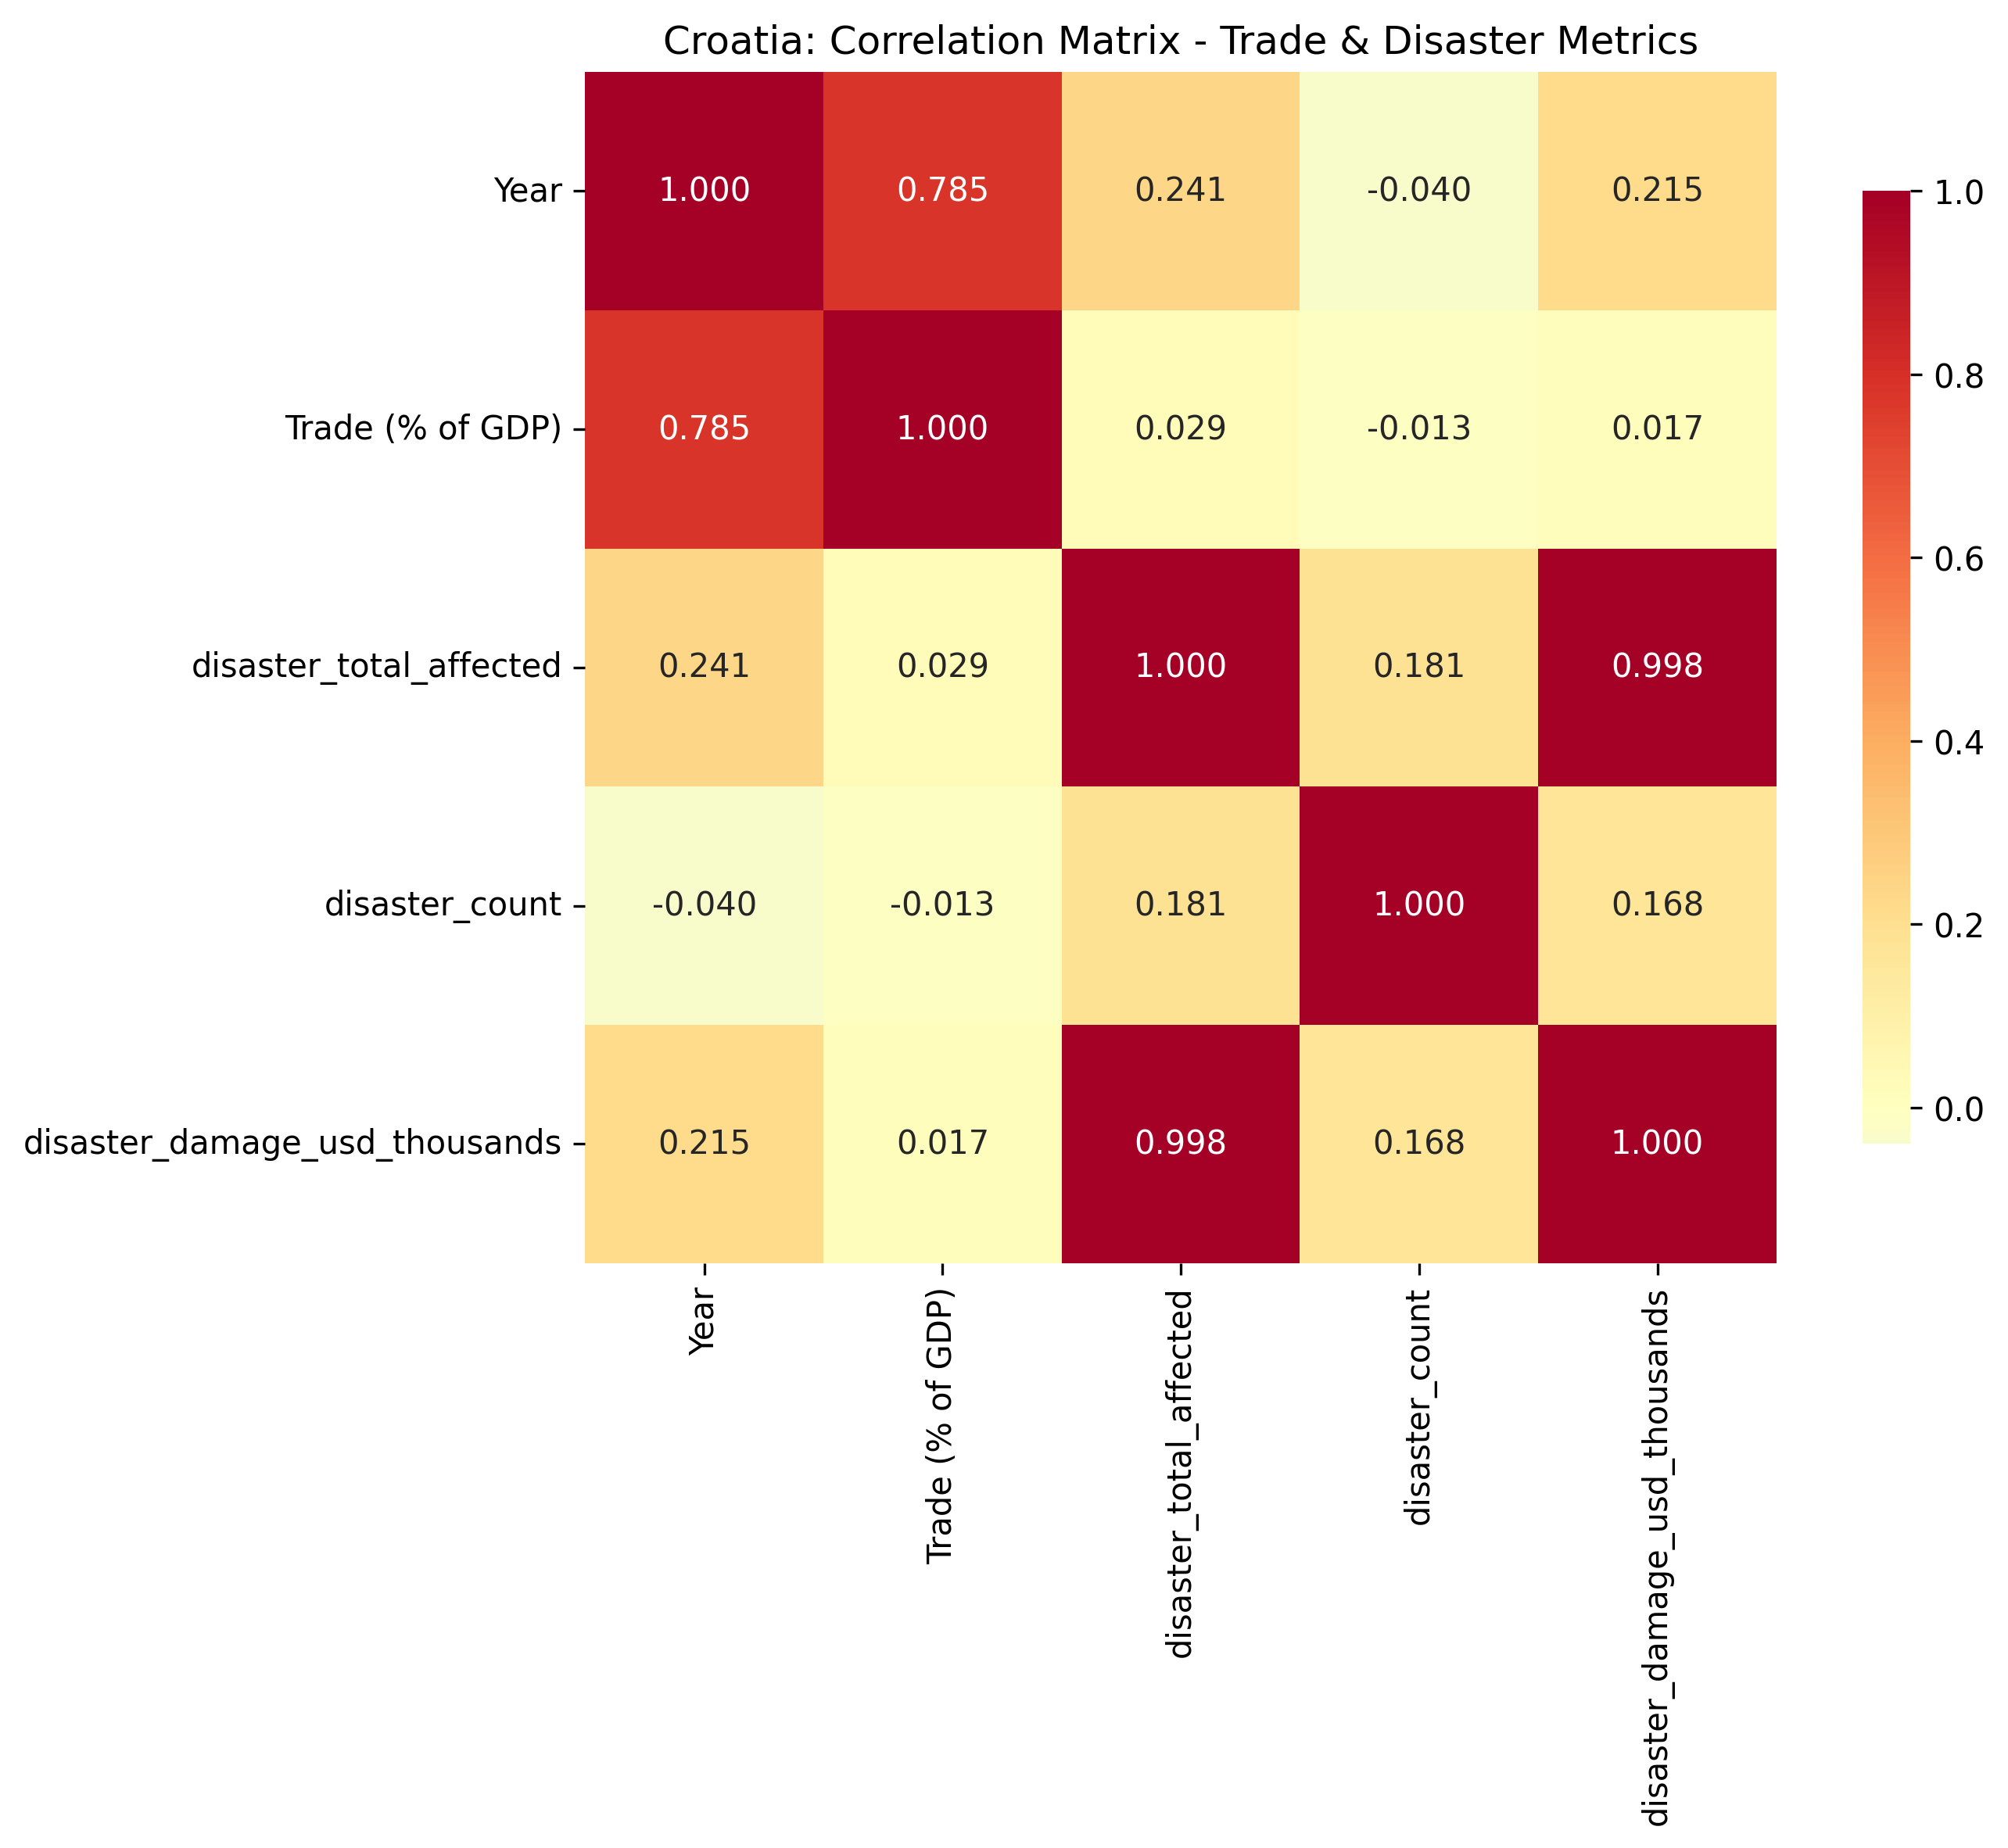 Croatia: Correlation Matrix - Trade & Disaster Metrics
Year 1.000 0.785 0.241 -0.040 0.215
Trade (% of GDP) 0.785 1.000 0.029 -0.013 0.017
disaster_total_affected 0.241 0.029 1.000 0.181 0.998
disaster_count -0.040 -0.013 0.181 1.000 0.168
disaster_damage_usd_thousands 0.215 0.017 0.998 0.168 1.000
Year
Trade (% of GDP)
disaster_total_affected
disaster_count
disaster_damage_usd_thousands
1.0
0.8
0.6
0.4
0.2
0.0